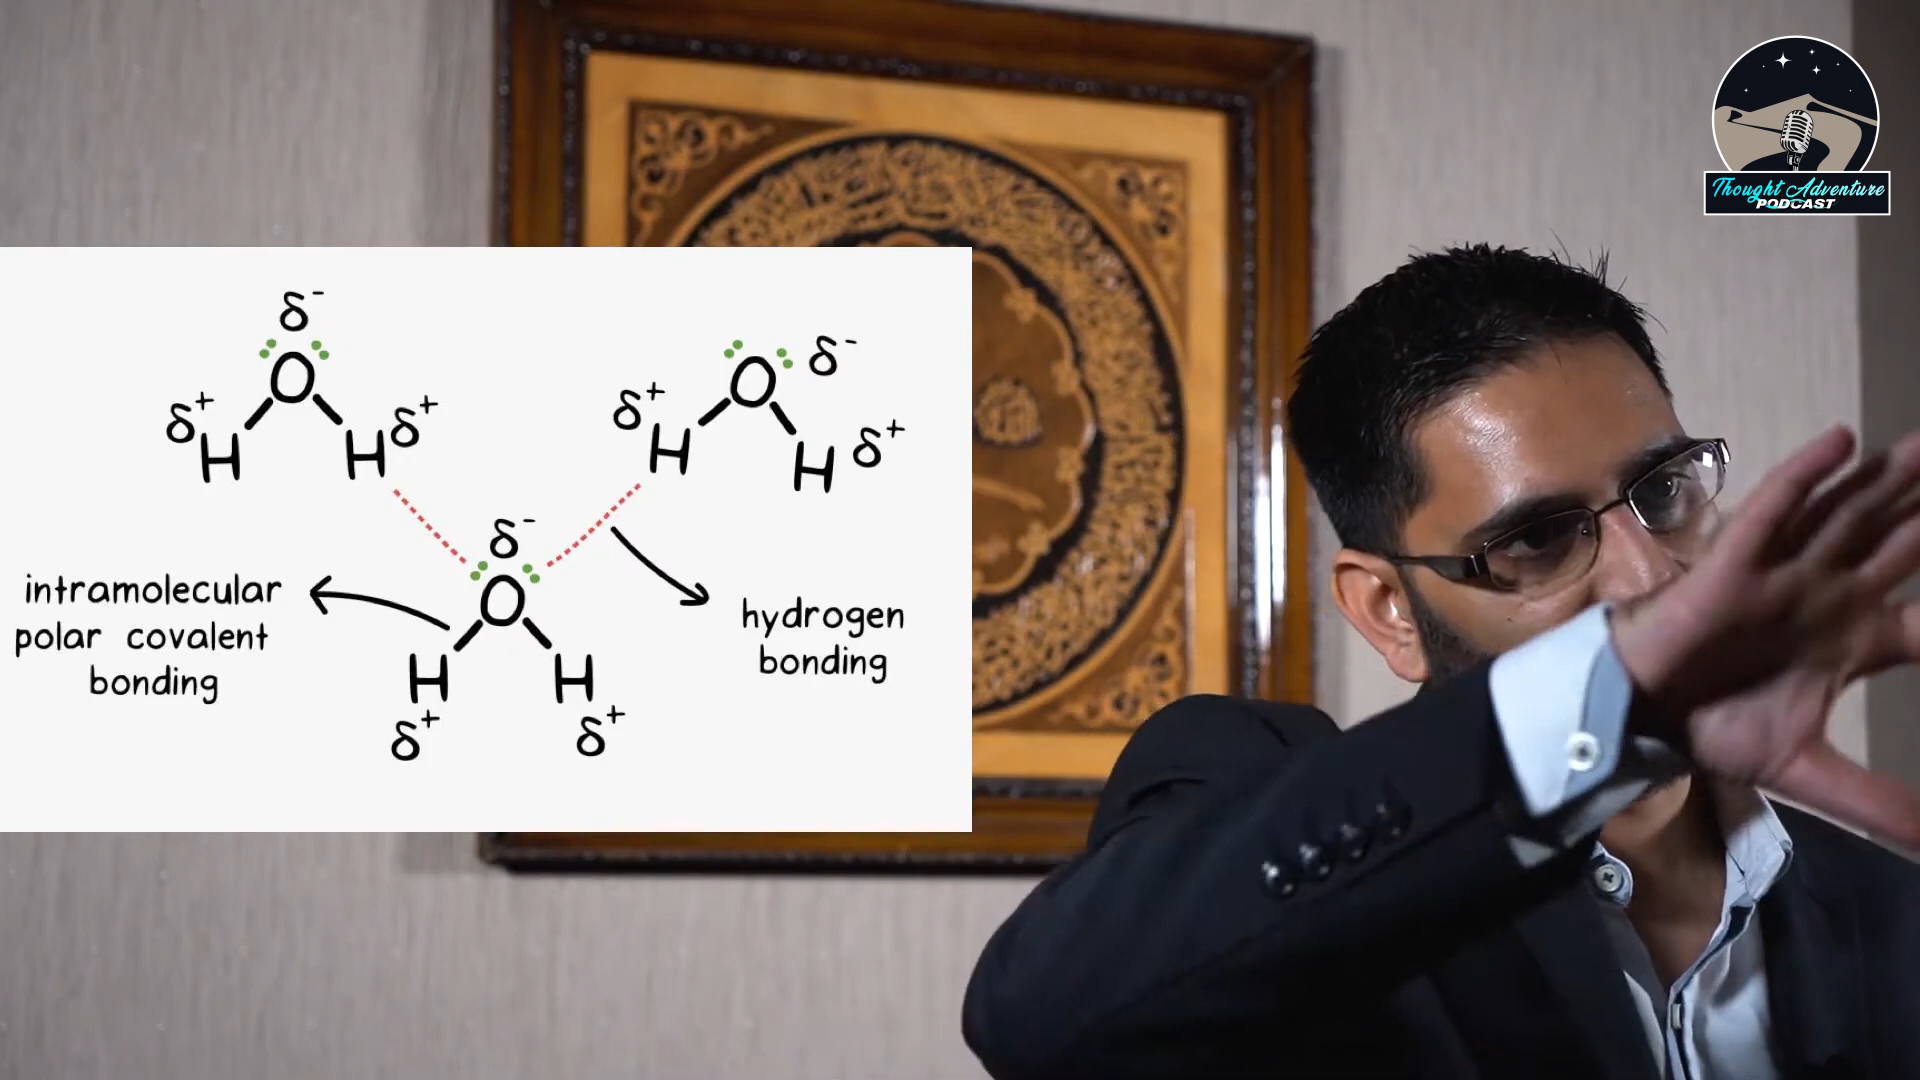 Thought Adventure
PODCAST
δ⁻
O
δ⁺
H
H
δ⁺
δ⁻
O
δ⁺
H
H
δ⁺
δ⁻
O
H
H
δ⁺
δ⁺
intramolecular
polar covalent
bonding
hydrogen
bonding